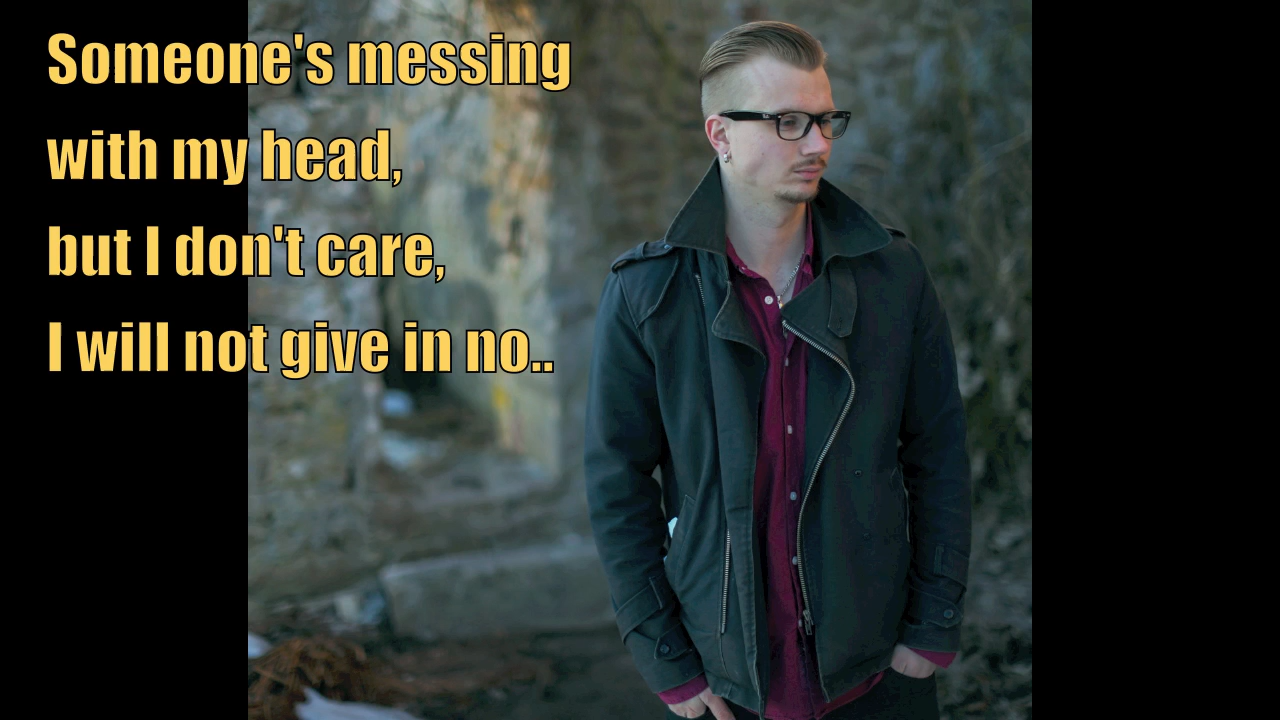 Someone's messing
with my head,
but I don't care,
I will not give in no..